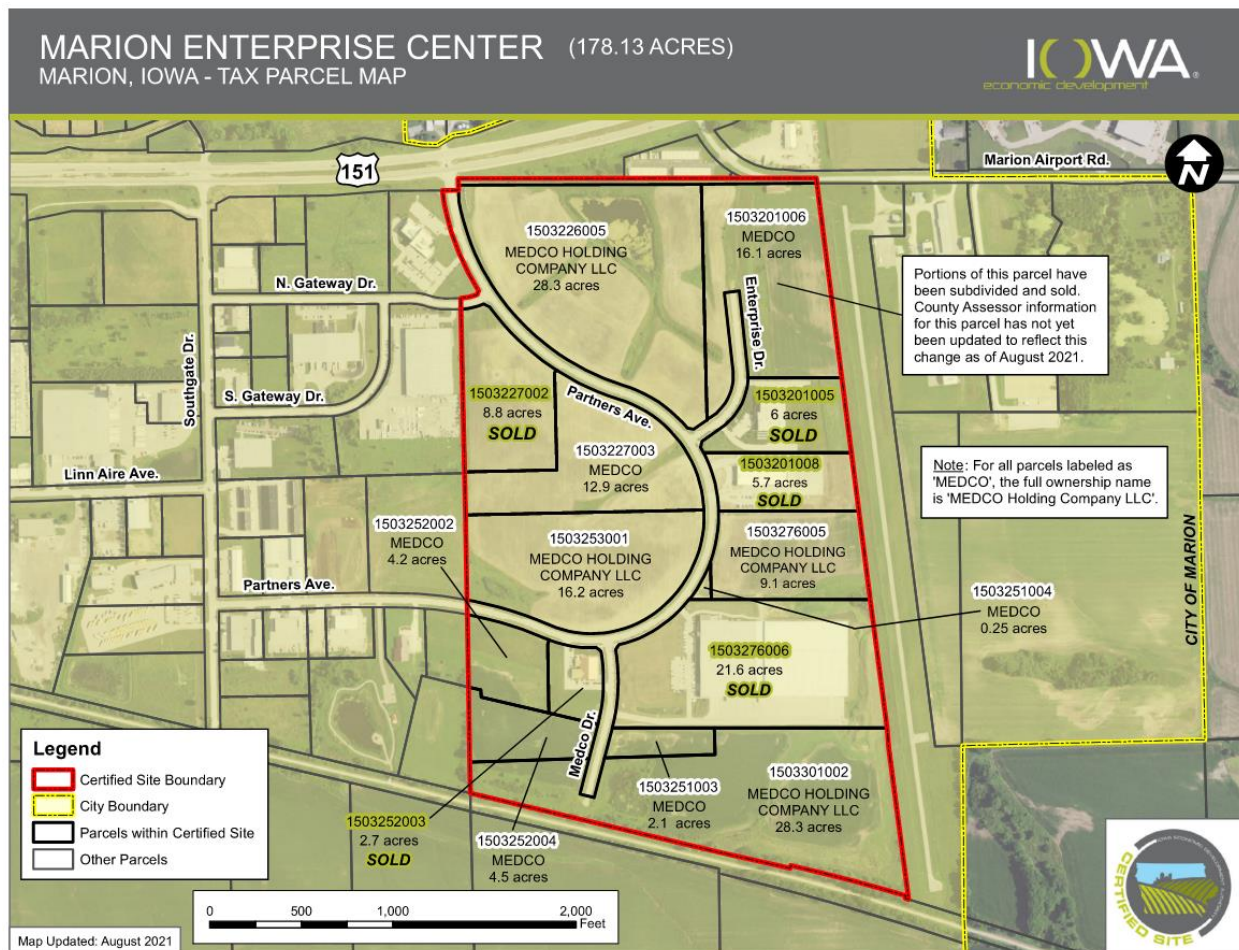 MARION ENTERPRISE CENTER (178.13 ACRES)
MARION, IOWA - TAX PARCEL MAP
IOWA®
economic development
151
Marion Airport Rd.
N
1503226005
MEDCO HOLDING
COMPANY LLC
28.3 acres
1503201006
MEDCO
16.1 acres
N. Gateway Dr.
Enterprise Dr.
Portions of this parcel have
been subdivided and sold.
County Assessor information
for this parcel has not yet
been updated to reflect this
change as of August 2021.
Southgate Dr.
S. Gateway Dr.
1503227002
8.8 acres
SOLD
Partners Ave.
1503201005
6 acres
SOLD
1503227003
MEDCO
12.9 acres
Linn Aire Ave.
1503201008
5.7 acres
SOLD
Note: For all parcels labeled as
'MEDCO', the full ownership name
is 'MEDCO Holding Company LLC'.
1503252002
MEDCO
4.2 acres
1503253001
MEDCO HOLDING
COMPANY LLC
16.2 acres
1503276005
MEDCO HOLDING
COMPANY LLC
9.1 acres
CITY OF MARION
Partners Ave.
1503251004
MEDCO
0.25 acres
1503276006
21.6 acres
SOLD
Medco Dr.
Legend
Certified Site Boundary
City Boundary
Parcels within Certified Site
Other Parcels
1503252003
2.7 acres
SOLD
1503252004
MEDCO
4.5 acres
1503251003
MEDCO
2.1 acres
1503301002
MEDCO HOLDING
COMPANY LLC
28.3 acres
0 500 1,000 2,000
Feet
Map Updated: August 2021
CERTIFIED SITE